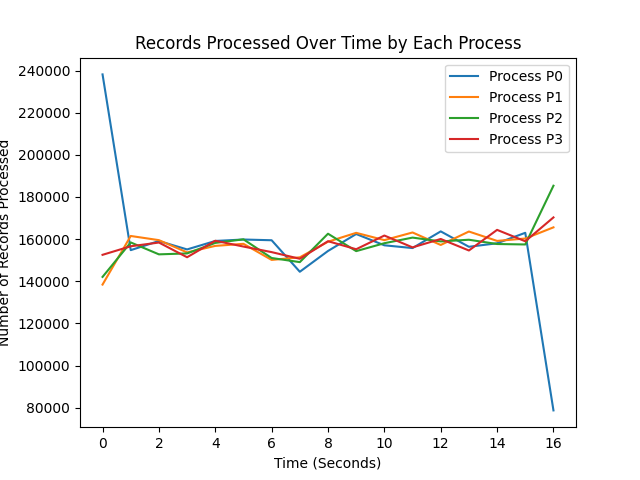 Records Processed Over Time by Each Process
Process P0
Process P1
Process P2
Process P3
240000
220000
200000
180000
160000
140000
120000
100000
80000
Number of Records Processed
0 2 4 6 8 10 12 14 16
Time (Seconds)